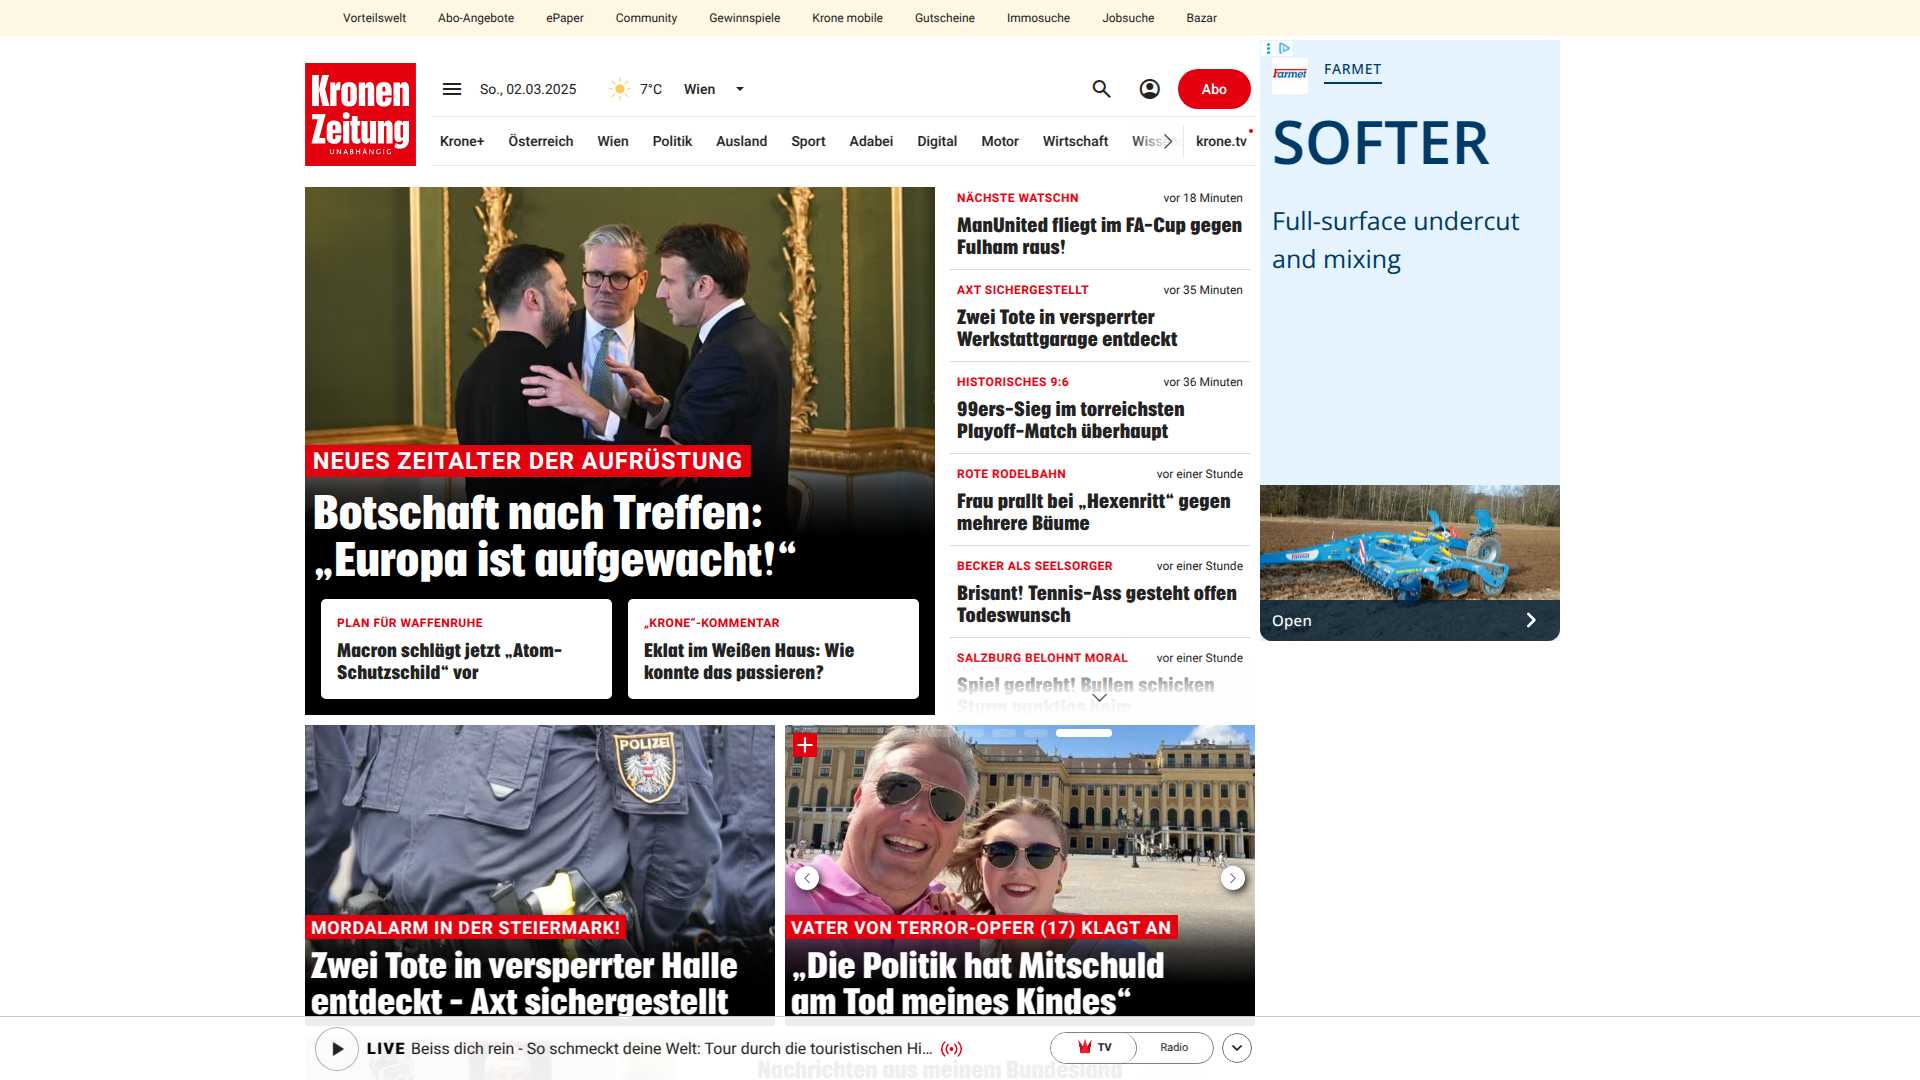 Vorteilswelt Abo-Angebote ePaper Community Gewinnspiele Krone mobile Gutscheine Immosuche Jobsuche Bazar
Kronen
Zeitung
UNABHÄNGIG
So., 02.03.2025 7°C Wien
Abo
Krone+ Österreich Wien Politik Ausland Sport Adabei Digital Motor Wirtschaft krone.tv
NEUES ZEITALTER DER AUFRÜSTUNG
Botschaft nach Treffen:
„Europa ist aufgewacht!“
PLAN FÜR WAFFENRUHE
Macron schlägt jetzt „Atom-
Schutzschild“ vor
„KRONE“-KOMMENTAR
Eklat im Weißen Haus: Wie
konnte das passieren?
NÄCHSTE WATSCHN vor 18 Minuten
ManUnited fliegt im FA-Cup gegen
Fulham raus!
AXT SICHERGESTELLT vor 35 Minuten
Zwei Tote in versperrter
Werkstattgarage entdeckt
HISTORISCHES 9:6 vor 36 Minuten
99ers-Sieg im torreichsten
Playoff-Match überhaupt
ROTE RODELBAHN vor einer Stunde
Frau prallt bei „Hexenritt“ gegen
mehrere Bäume
BECKER ALS SEELSORGER vor einer Stunde
Brisant! Tennis-Ass gesteht offen
Todeswunsch
SALZBURG BELOHNT MORAL vor einer Stunde
Spiel gedreht! Bullen schicken
Sturm punktlos heim
Farmet
FARMET
SOFTER
Full-surface undercut
and mixing
Open
POLIZEI
MORDALARM IN DER STEIERMARK!
Zwei Tote in versperrter Halle
entdeckt - Axt sichergestellt
VATER VON TERROR-OPFER (17) KLAGT AN
„Die Politik hat Mitschuld
am Tod meines Kindes“
LIVE Beiss dich rein - So schmeckt deine Welt: Tour durch die touristischen Hi...
TV Radio
Nachrichten aus meinem Bundesland